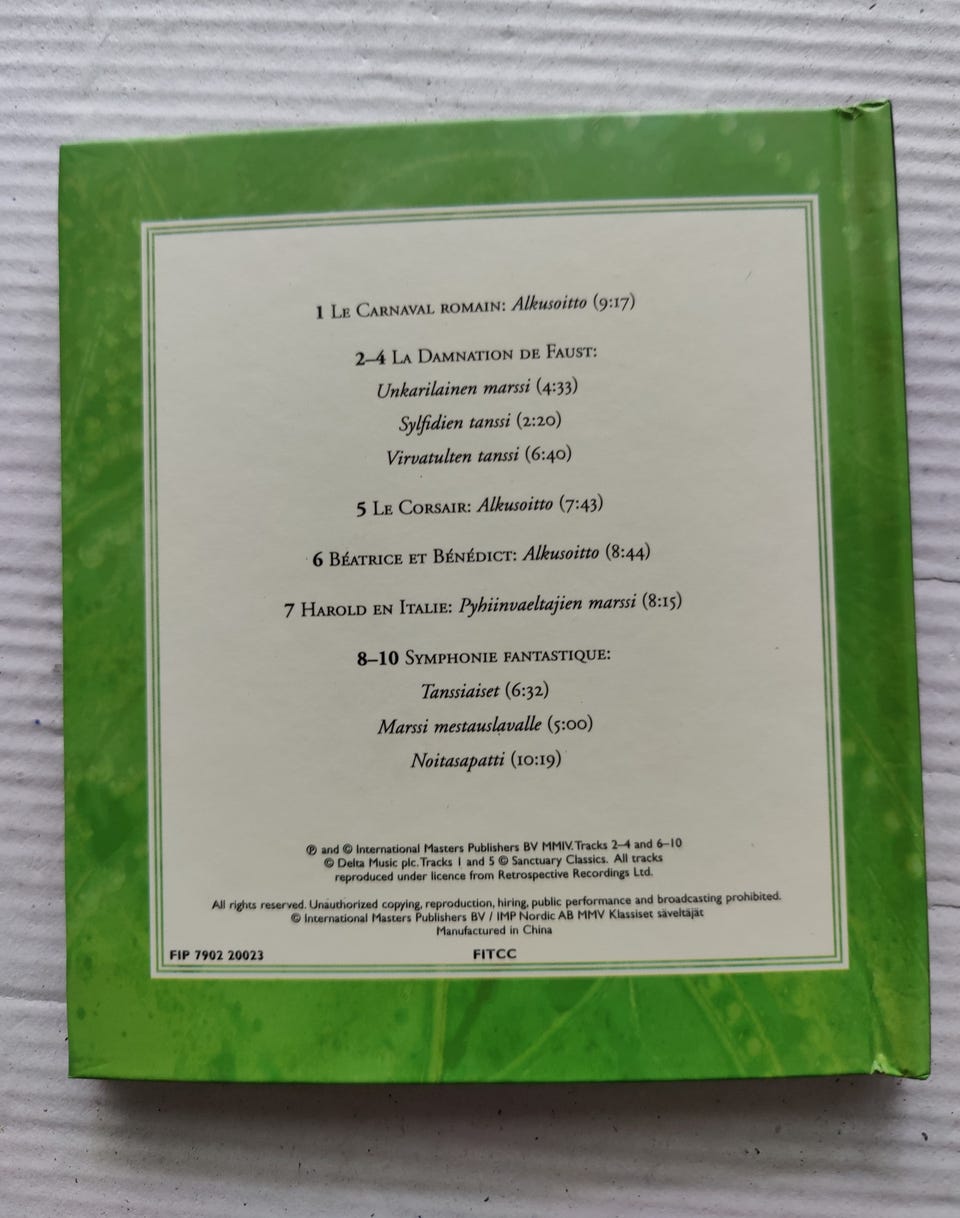 1 Le Carnaval romain: Alkusoitto (9:17)
2–4 La Damnation de Faust:
Unkarilainen marssi (4:33)
Sylfidien tanssi (2:20)
Virvatulten tanssi (6:40)
5 Le Corsair: Alkusoitto (7:43)
6 Béatrice et Bénédict: Alkusoitto (8:44)
7 Harold en Italie: Pyhiinvaeltajien marssi (8:15)
8–10 Symphonie fantastique:
Tanssiaiset (6:32)
Marssi mestauslavalle (5:00)
Noitasapatti (10:19)
℗ and © International Masters Publishers BV MMIV. Tracks 2–4 and 6–10
© Delta Music plc. Tracks 1 and 5 © Sanctuary Classics. All tracks
reproduced under licence from Retrospective Recordings Ltd.
All rights reserved. Unauthorized copying, reproduction, hiring, public performance and broadcasting prohibited.
© International Masters Publishers BV / IMP Nordic AB MMV Klassiset säveltäjät
Manufactured in China
FIP 7902 20023 FITCC